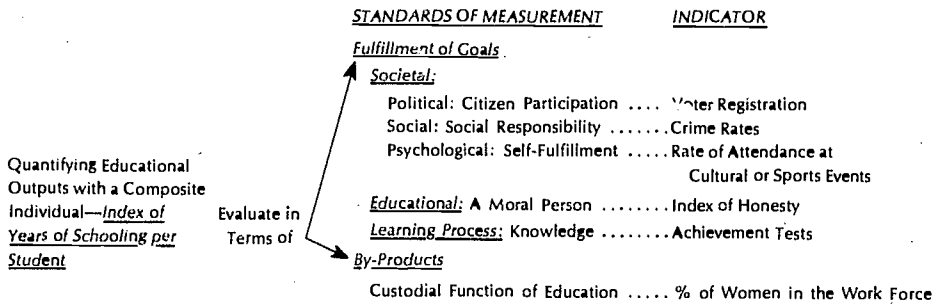 STANDARDS OF MEASUREMENT INDICATOR
Fulfillment of Goals
Societal:
Political: Citizen Participation .... Voter Registration
Social: Social Responsibility ....... Crime Rates
Psychological: Self-Fulfillment ..... Rate of Attendance at
Cultural or Sports Events
Quantifying Educational
Outputs with a Composite
Individual—Index of
Years of Schooling per
Student
Evaluate in
Terms of
Educational: A Moral Person ........ Index of Honesty
Learning Process: Knowledge ........ Achievement Tests
By-Products
Custodial Function of Education ..... % of Women in the Work Force